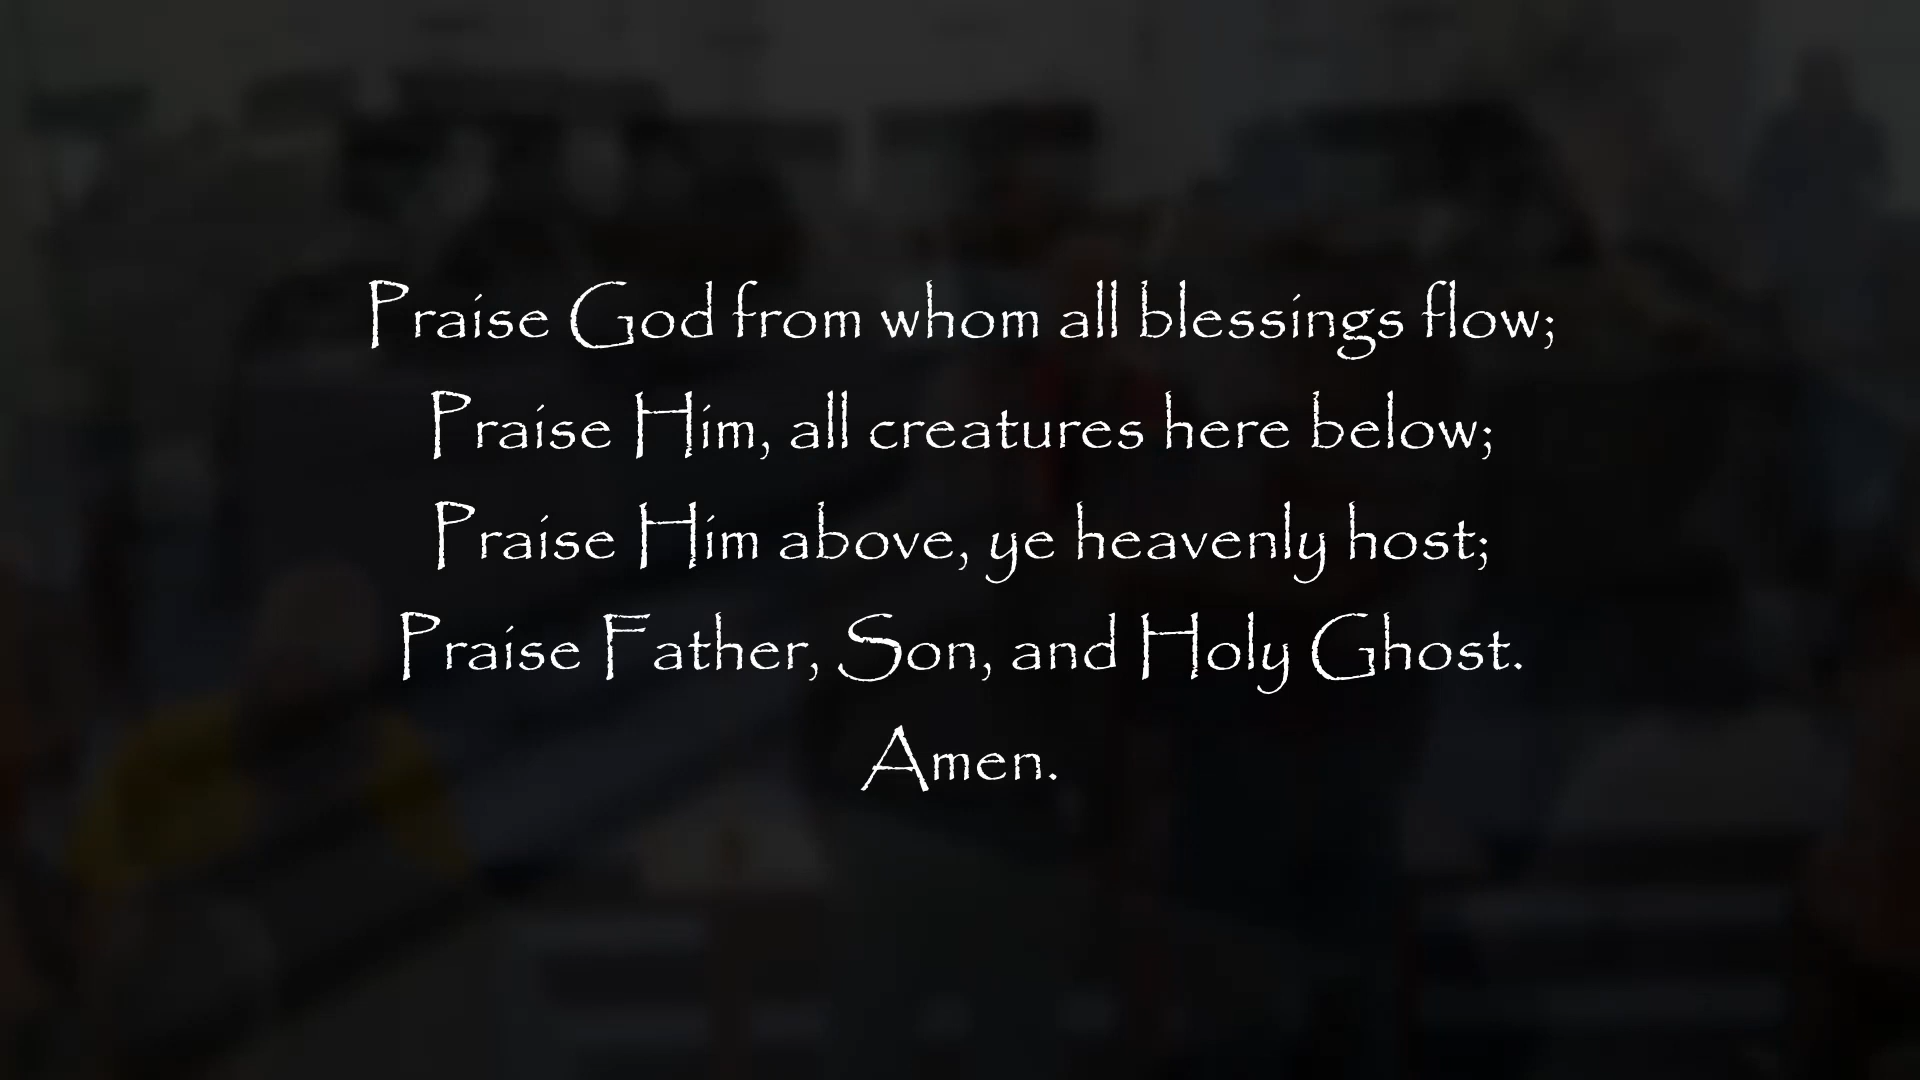 Praise God from whom all blessings flow;
Praise Him, all creatures here below;
Praise Him above, ye heavenly host;
Praise Father, Son, and Holy Ghost.
Amen.